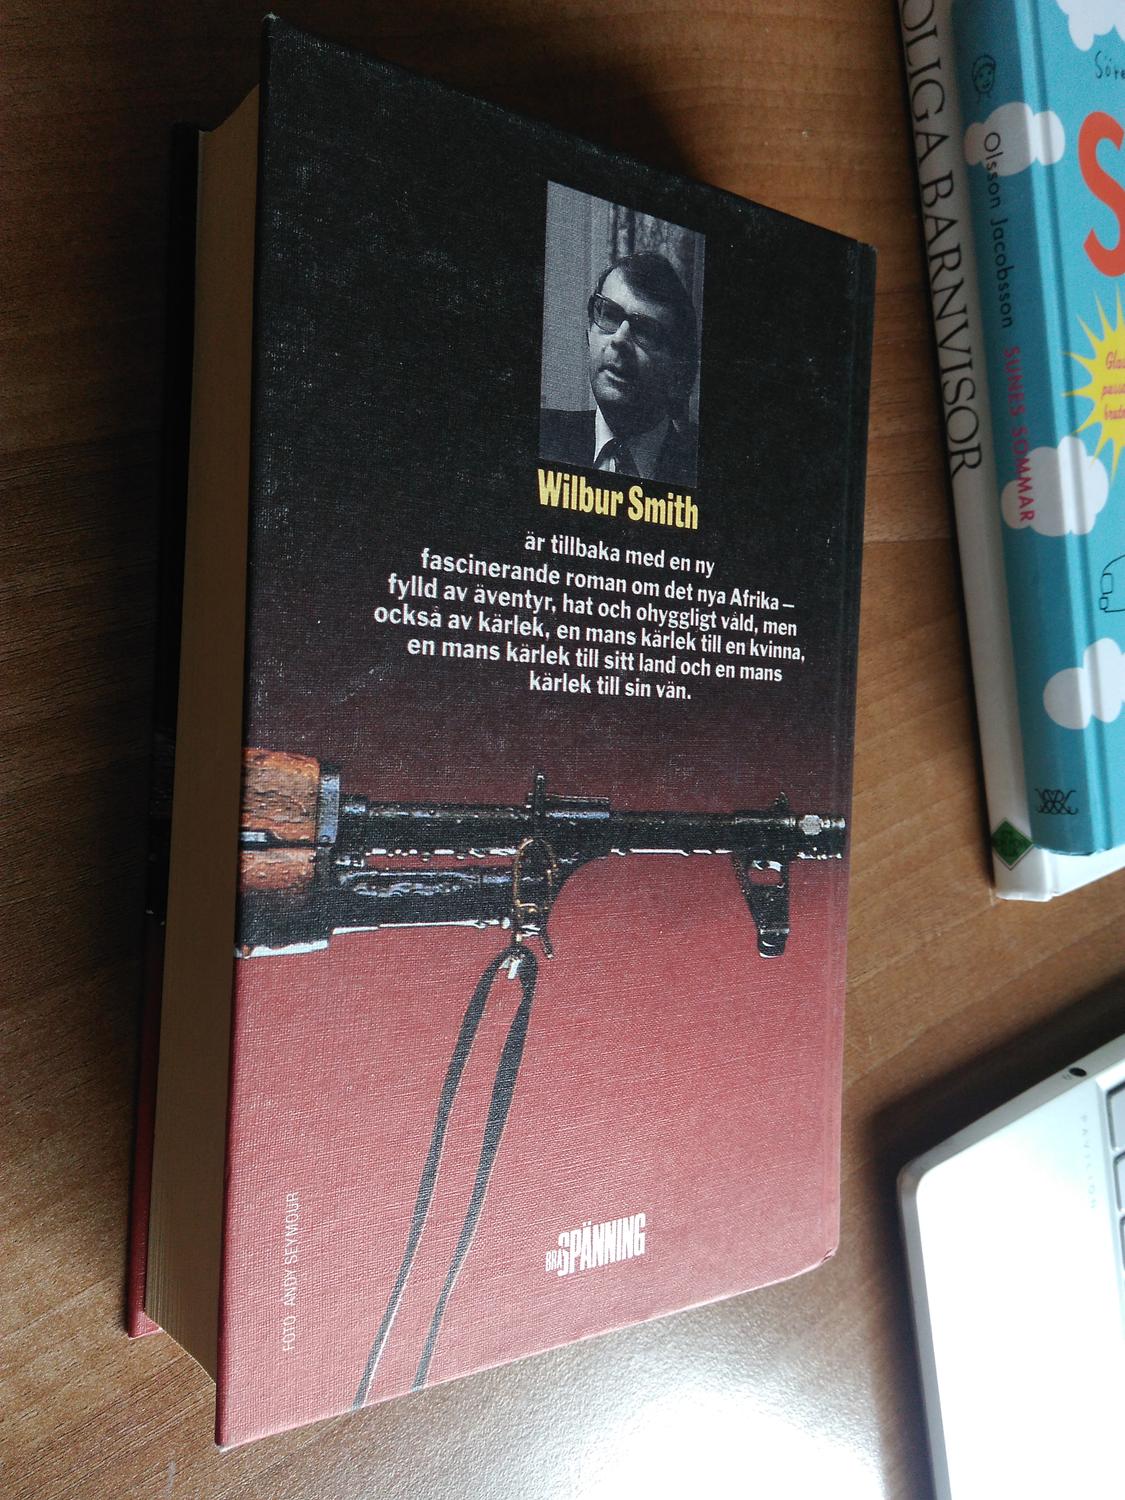 Wilbur Smith
är tillbaka med en ny
fascinerande roman om det nya Afrika –
fylld av äventyr, hat och ohyggligt våld, men
också av kärlek, en mans kärlek till en kvinna,
en mans kärlek till sitt land och en mans
kärlek till sin vän.
FOTO ANDY SEYMOUR
BRA SPÄNNING
OLIGA BARNVISOR
Olsson Jacobsson SUNES SOMMAR
Söre
S
PAVILION